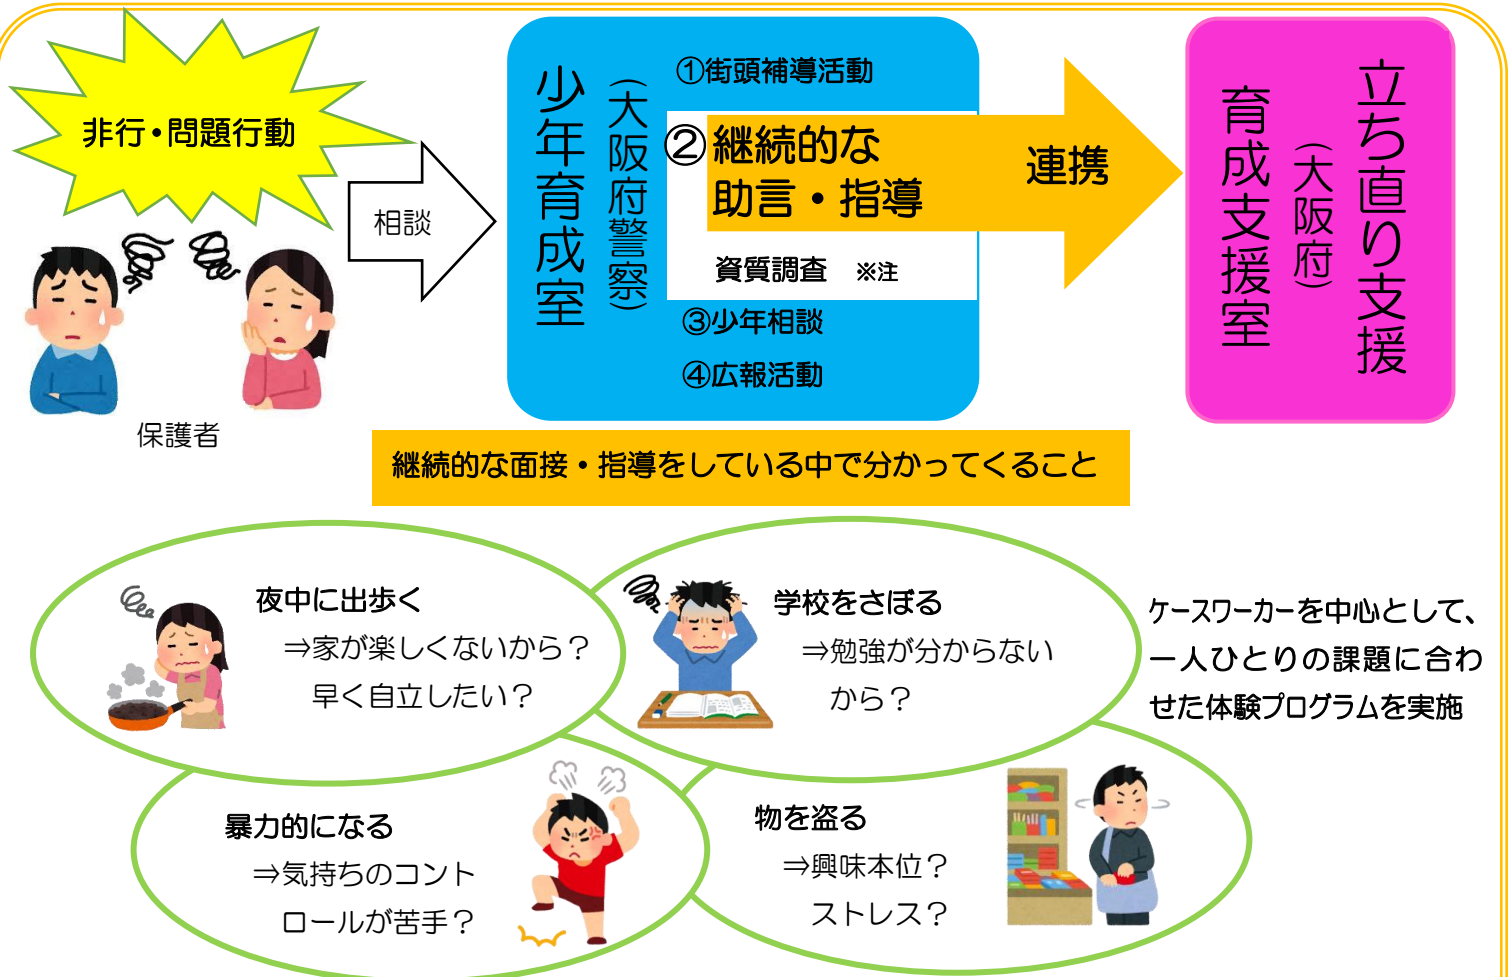 非行・問題行動
相談
保護者
少年育成室
（大阪府警察）
①街頭補導活動
②継続的な
助言・指導
連携
資質調査　※注
③少年相談
④広報活動
立ち直り支援
育成支援室
（大阪府）
継続的な面接・指導をしている中で分かってくること
夜中に出歩く
⇒家が楽しくないから？
早く自立したい？
学校をさぼる
⇒勉強が分からない
から？
ケースワーカーを中心として、
一人ひとりの課題に合わ
せた体験プログラムを実施
暴力的になる
⇒気持ちのコント
ロールが苦手？
物を盗る
⇒興味本位？
ストレス？